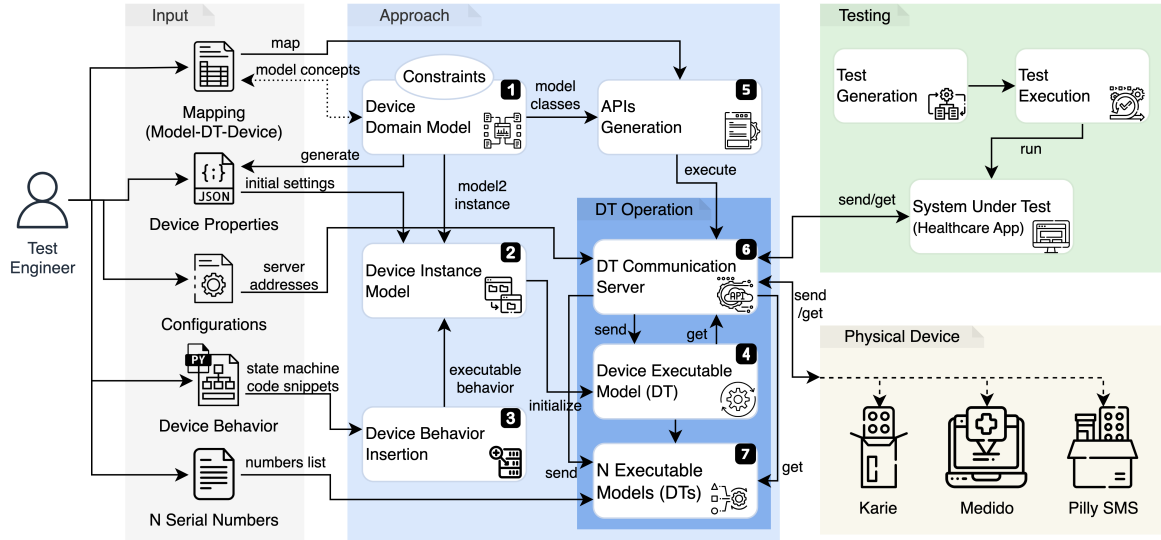 Input
Approach
Testing
map
model concepts
Mapping
(Model-DT-Device)
Constraints
1
Device
Domain Model
model
classes
5
APIs
Generation
Test
Generation
Test
Execution
run
generate
{;}
JSON
initial settings
Device Properties
model2
instance
execute
DT Operation
send/get
System Under Test
(Healthcare App)
Test
Engineer
server
addresses
Configurations
2
Device Instance
Model
6
DT Communication
Server
API
send
/get
send
get
Physical Device
PY
state machine
code snippets
Device Behavior
executable
behavior
initialize
4
Device Executable
Model (DT)
3
Device Behavior
Insertion
numbers list
N Serial Numbers
send
7
N Executable
Models (DTs)
get
Karie
Medido
Pilly SMS